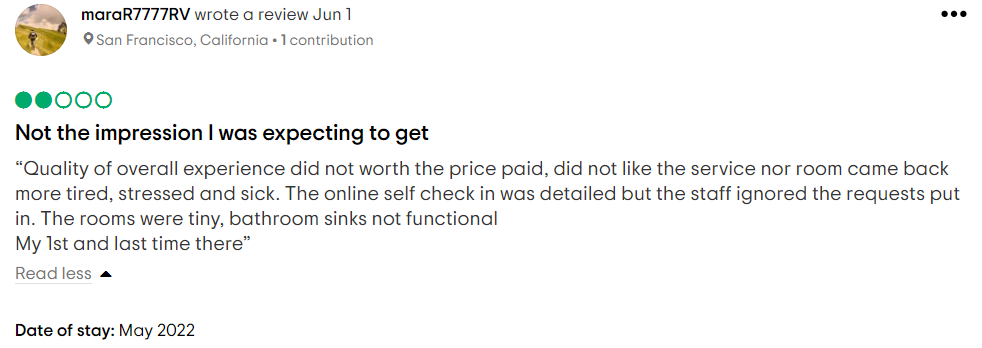 maraR7777RV wrote a review Jun 1
San Francisco, California • 1 contribution
Not the impression I was expecting to get
“Quality of overall experience did not worth the price paid, did not like the service nor room came back
more tired, stressed and sick. The online self check in was detailed but the staff ignored the requests put
in. The rooms were tiny, bathroom sinks not functional
My 1st and last time there”
Read less
Date of stay: May 2022